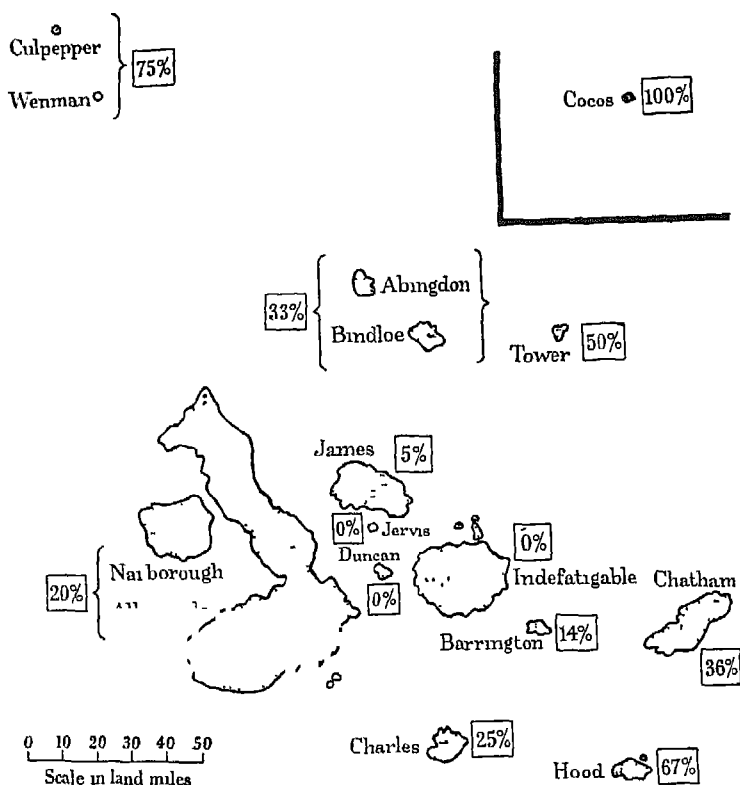 Culpepper
Wenman
75%
Cocos 100%
33%
Abingdon
Bindloe
Tower 50%
James 5%
0% Jervis
Duncan
0%
0%
Indefatigable
Narborough
20%
Chatham
36%
Barrington 14%
Charles 25%
Hood 67%
0 10 20 30 40 50
Scale in land miles